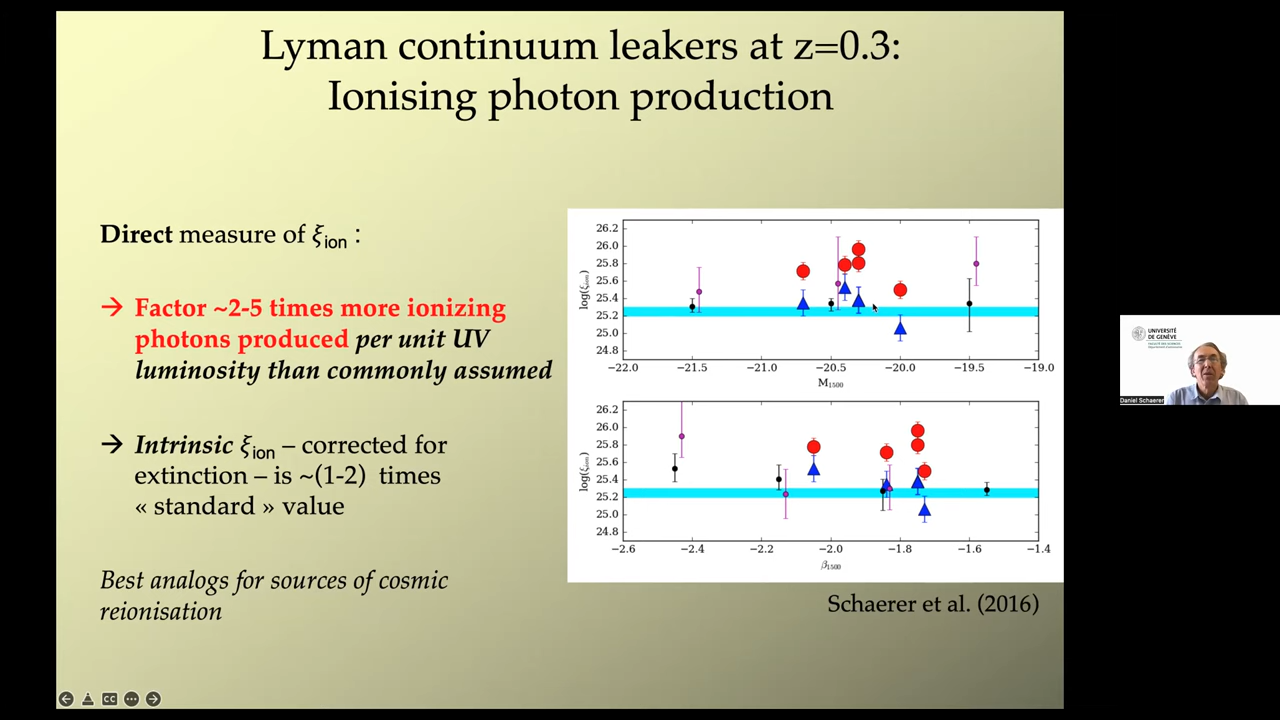 Lyman continuum leakers at z=0.3:
Ionising photon production
Direct measure of ξion :
→ Factor ~2-5 times more ionizing
photons produced per unit UV
luminosity than commonly assumed
→ Intrinsic ξion – corrected for
extinction – is ~(1-2) times
« standard » value
Best analogs for sources of cosmic
reionisation
log(ξion)
26.2
26.0
25.8
25.6
25.4
25.2
25.0
24.8
−22.0 −21.5 −21.0 −20.5 −20.0 −19.5 −19.0
M1500
log(ξion)
26.2
26.0
25.8
25.6
25.4
25.2
25.0
24.8
−2.6 −2.4 −2.2 −2.0 −1.8 −1.6 −1.4
β1500
Schaerer et al. (2016)
UNIVERSITÉ
DE GENÈVE
Daniel Schaerer
CC